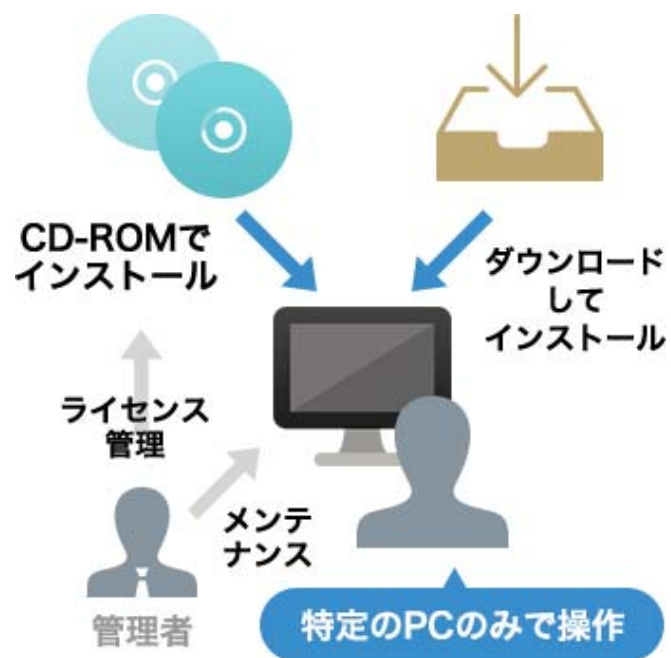 CD-ROMで
インストール
ダウンロード
して
インストール
ライセンス
管理
メンテ
ナンス
管理者
特定のPCのみで操作